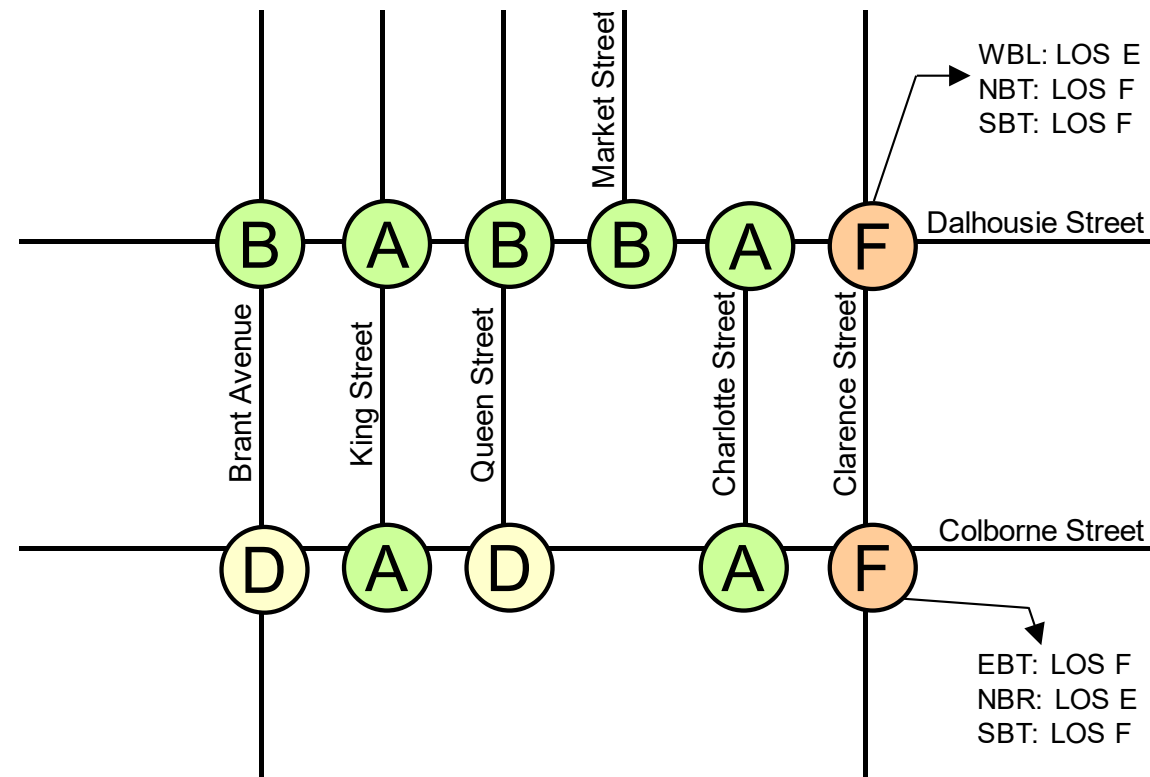 Market Street
WBL: LOS E
NBT: LOS F
SBT: LOS F
Dalhousie Street
B
A
B
B
A
F
Brant Avenue
King Street
Queen Street
Charlotte Street
Clarence Street
Colborne Street
D
A
D
A
F
EBT: LOS F
NBR: LOS E
SBT: LOS F